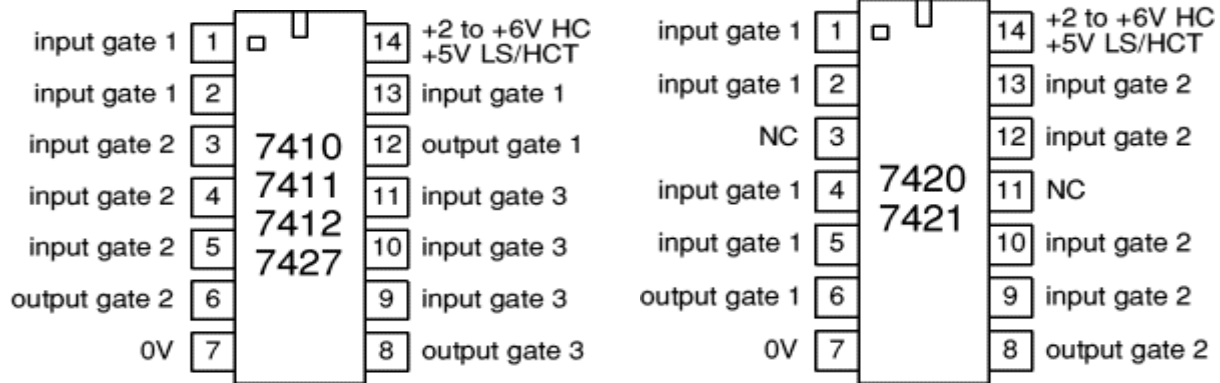 input gate 1 1 14 +2 to +6V HC
+5V LS/HCT
input gate 1 2 13 input gate 1
input gate 2 3 12 output gate 1
input gate 2 4 11 input gate 3
input gate 2 5 10 input gate 3
output gate 2 6 9 input gate 3
0V 7 8 output gate 3
7410
7411
7412
7427
input gate 1 1 14 +2 to +6V HC
+5V LS/HCT
input gate 1 2 13 input gate 2
NC 3 12 input gate 2
input gate 1 4 11 NC
input gate 1 5 10 input gate 2
output gate 1 6 9 input gate 2
0V 7 8 output gate 2
7420
7421